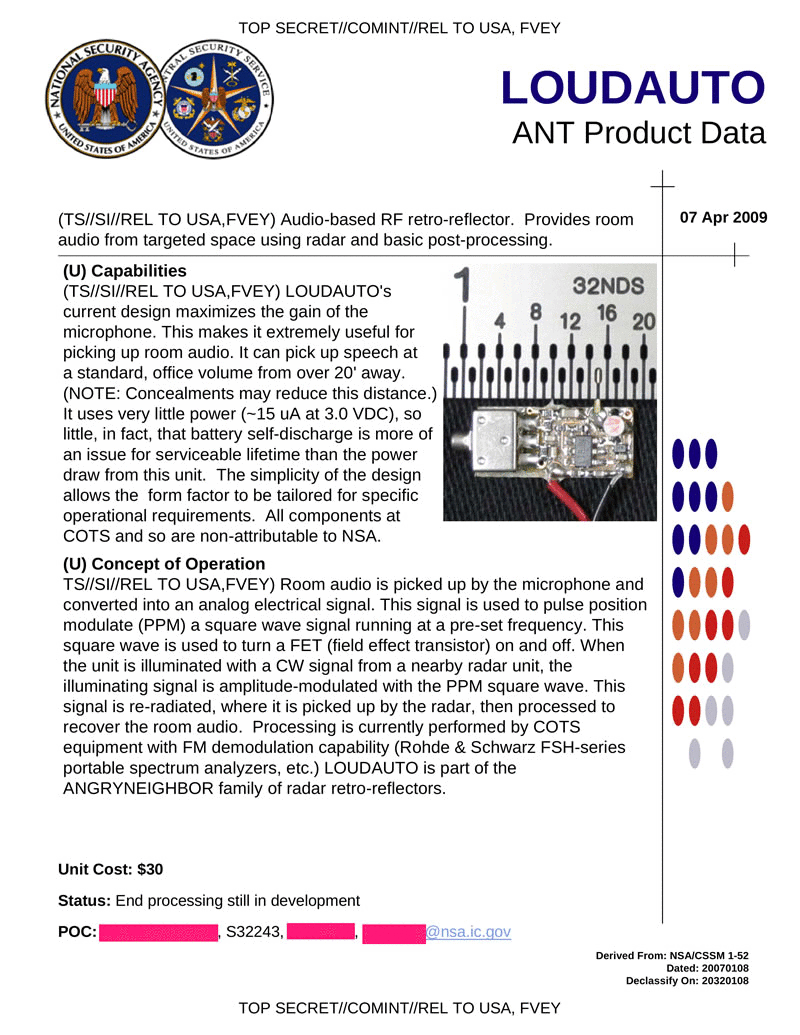 TOP SECRET//COMINT//REL TO USA, FVEY
NATIONAL SECURITY AGENCY
UNITED STATES OF AMERICA
CENTRAL SECURITY SERVICE
UNITED STATES OF AMERICA
LOUDAUTO
ANT Product Data
(TS//SI//REL TO USA,FVEY) Audio-based RF retro-reflector.  Provides room
audio from targeted space using radar and basic post-processing.
07 Apr 2009
(U) Capabilities
(TS//SI//REL TO USA,FVEY) LOUDAUTO's
current design maximizes the gain of the
microphone. This makes it extremely useful for
picking up room audio. It can pick up speech at
a standard, office volume from over 20' away.
(NOTE: Concealments may reduce this distance.)
It uses very little power (~15 uA at 3.0 VDC), so
little, in fact, that battery self-discharge is more of
an issue for serviceable lifetime than the power
draw from this unit.  The simplicity of the design
allows the  form factor to be tailored for specific
operational requirements.  All components at
COTS and so are non-attributable to NSA.
1 32NDS
4 8 12 16 20
(U) Concept of Operation
TS//SI//REL TO USA,FVEY) Room audio is picked up by the microphone and
converted into an analog electrical signal. This signal is used to pulse position
modulate (PPM) a square wave signal running at a pre-set frequency. This
square wave is used to turn a FET (field effect transistor) on and off. When
the unit is illuminated with a CW signal from a nearby radar unit, the
illuminating signal is amplitude-modulated with the PPM square wave. This
signal is re-radiated, where it is picked up by the radar, then processed to
recover the room audio.  Processing is currently performed by COTS
equipment with FM demodulation capability (Rohde & Schwarz FSH-series
portable spectrum analyzers, etc.) LOUDAUTO is part of the
ANGRYNEIGHBOR family of radar retro-reflectors.
Unit Cost: $30
Status: End processing still in development
POC: , S32243, , @nsa.ic.gov
Derived From: NSA/CSSM 1-52
Dated: 20070108
Declassify On: 20320108
TOP SECRET//COMINT//REL TO USA, FVEY